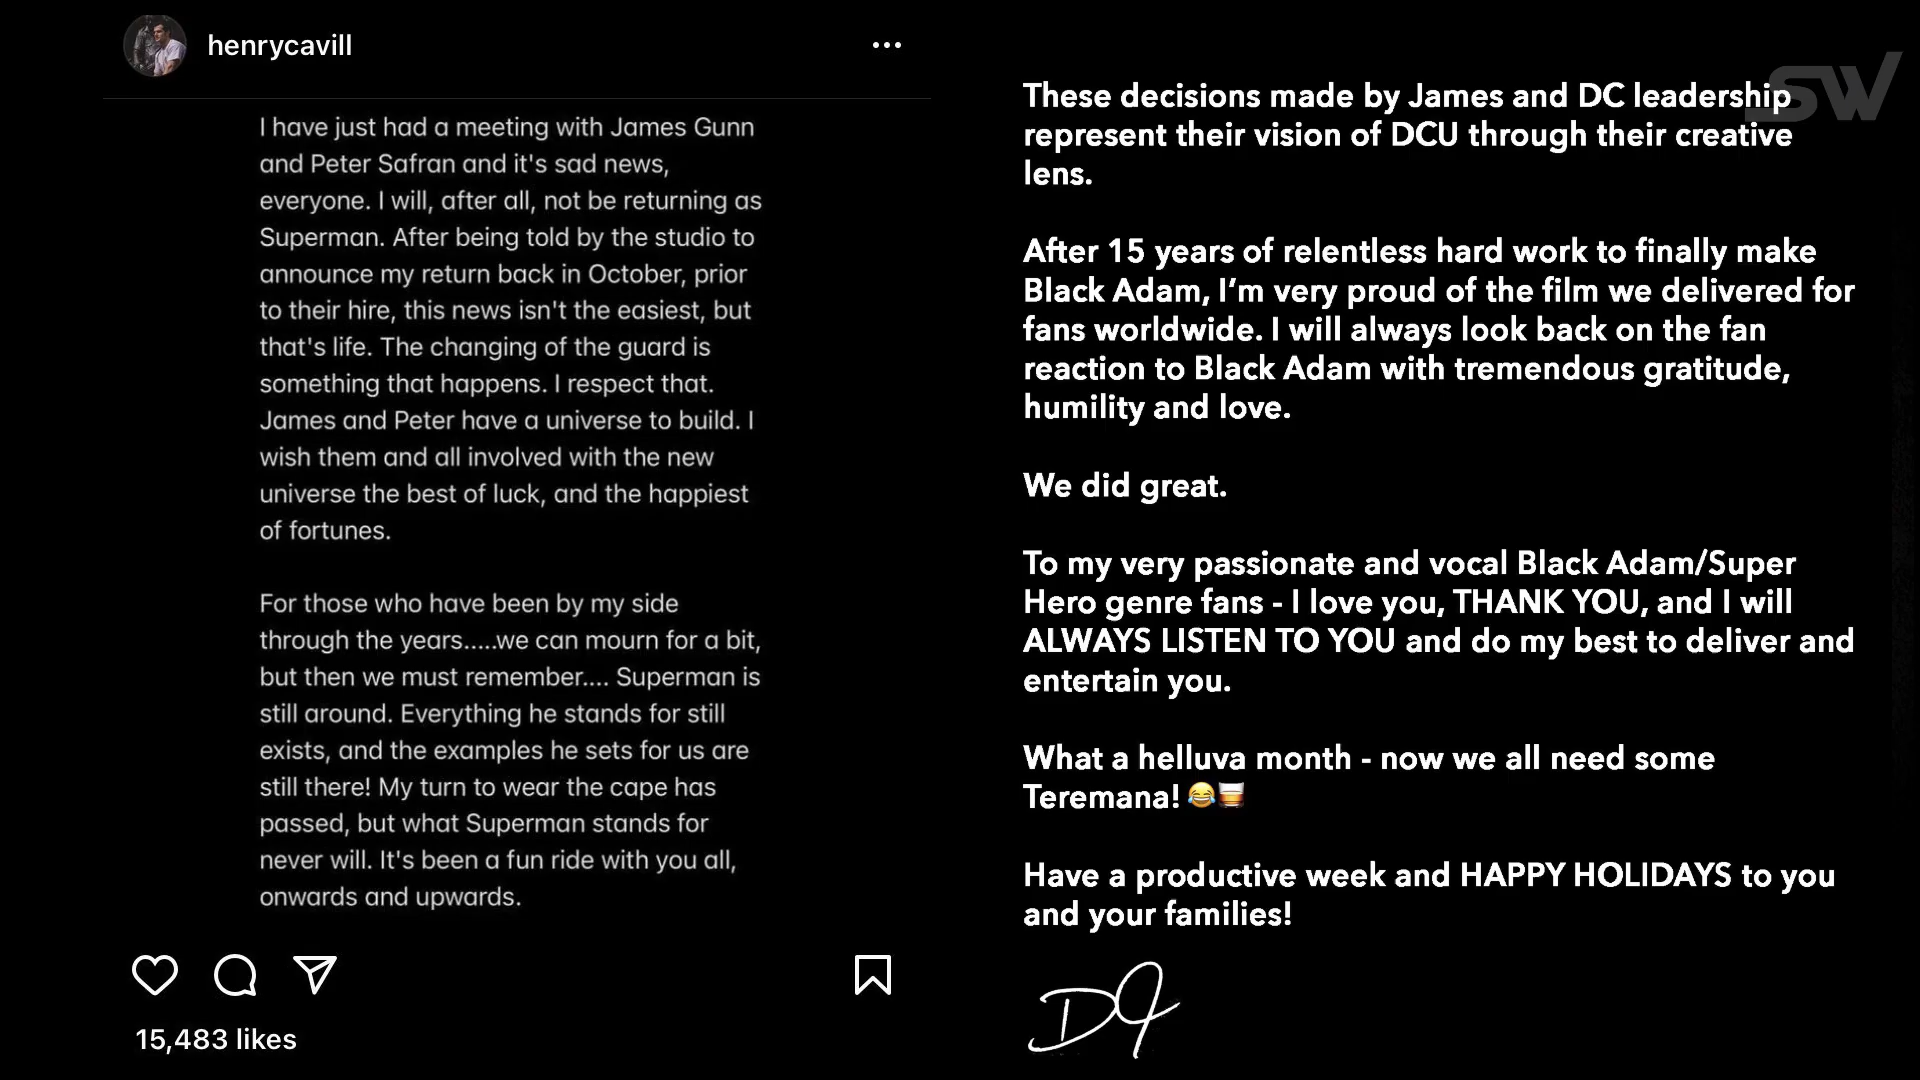 henrycavill
I have just had a meeting with James Gunn
and Peter Safran and it's sad news,
everyone. I will, after all, not be returning as
Superman. After being told by the studio to
announce my return back in October, prior
to their hire, this news isn't the easiest, but
that's life. The changing of the guard is
something that happens. I respect that.
James and Peter have a universe to build. I
wish them and all involved with the new
universe the best of luck, and the happiest
of fortunes.
For those who have been by my side
through the years.....we can mourn for a bit,
but then we must remember.... Superman is
still around. Everything he stands for still
exists, and the examples he sets for us are
still there! My turn to wear the cape has
passed, but what Superman stands for
never will. It's been a fun ride with you all,
onwards and upwards.
15,483 likes
SW
These decisions made by James and DC leadership
represent their vision of DCU through their creative
lens.
After 15 years of relentless hard work to finally make
Black Adam, I’m very proud of the film we delivered for
fans worldwide. I will always look back on the fan
reaction to Black Adam with tremendous gratitude,
humility and love.
We did great.
To my very passionate and vocal Black Adam/Super
Hero genre fans - I love you, THANK YOU, and I will
ALWAYS LISTEN TO YOU and do my best to deliver and
entertain you.
What a helluva month - now we all need some
Teremana! 😂🥃
Have a productive week and HAPPY HOLIDAYS to you
and your families!
DJ